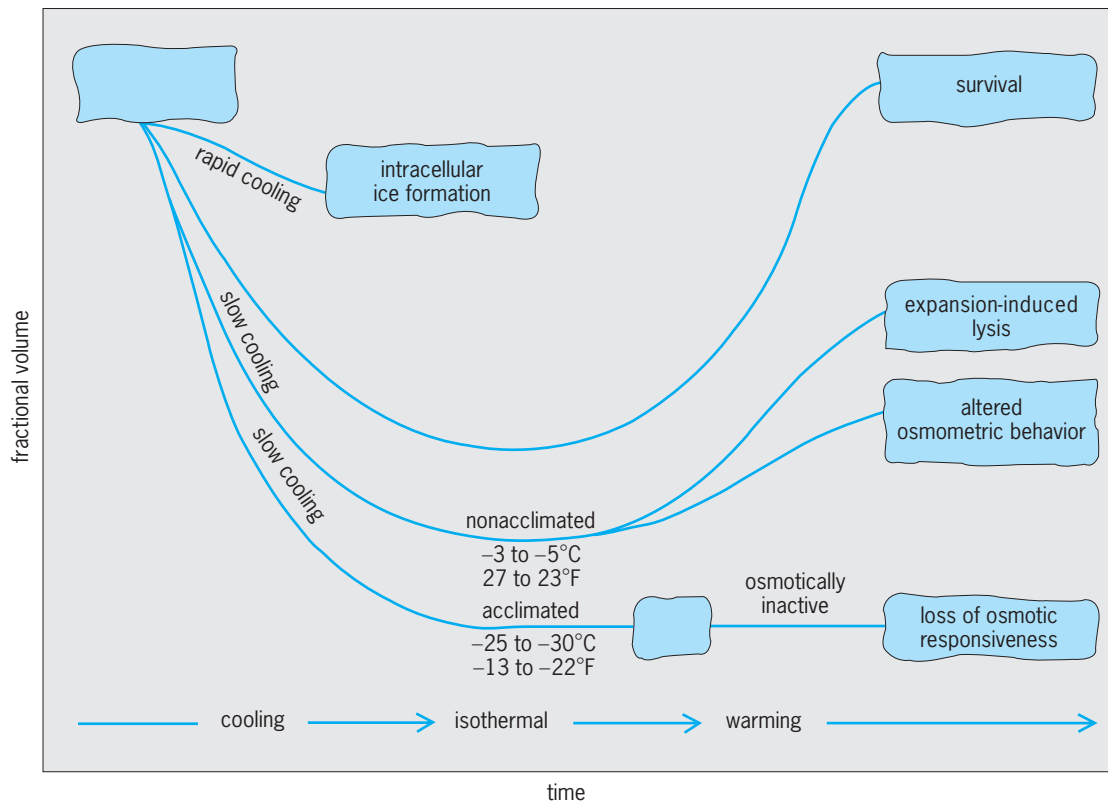 survival
rapid cooling
intracellular
ice formation
slow cooling
slow cooling
expansion-induced
lysis
altered
osmometric behavior
fractional volume
nonacclimated
–3 to –5°C
27 to 23°F
acclimated
–25 to –30°C
–13 to –22°F
osmotically
inactive
loss of osmotic
responsiveness
cooling
isothermal
warming
time